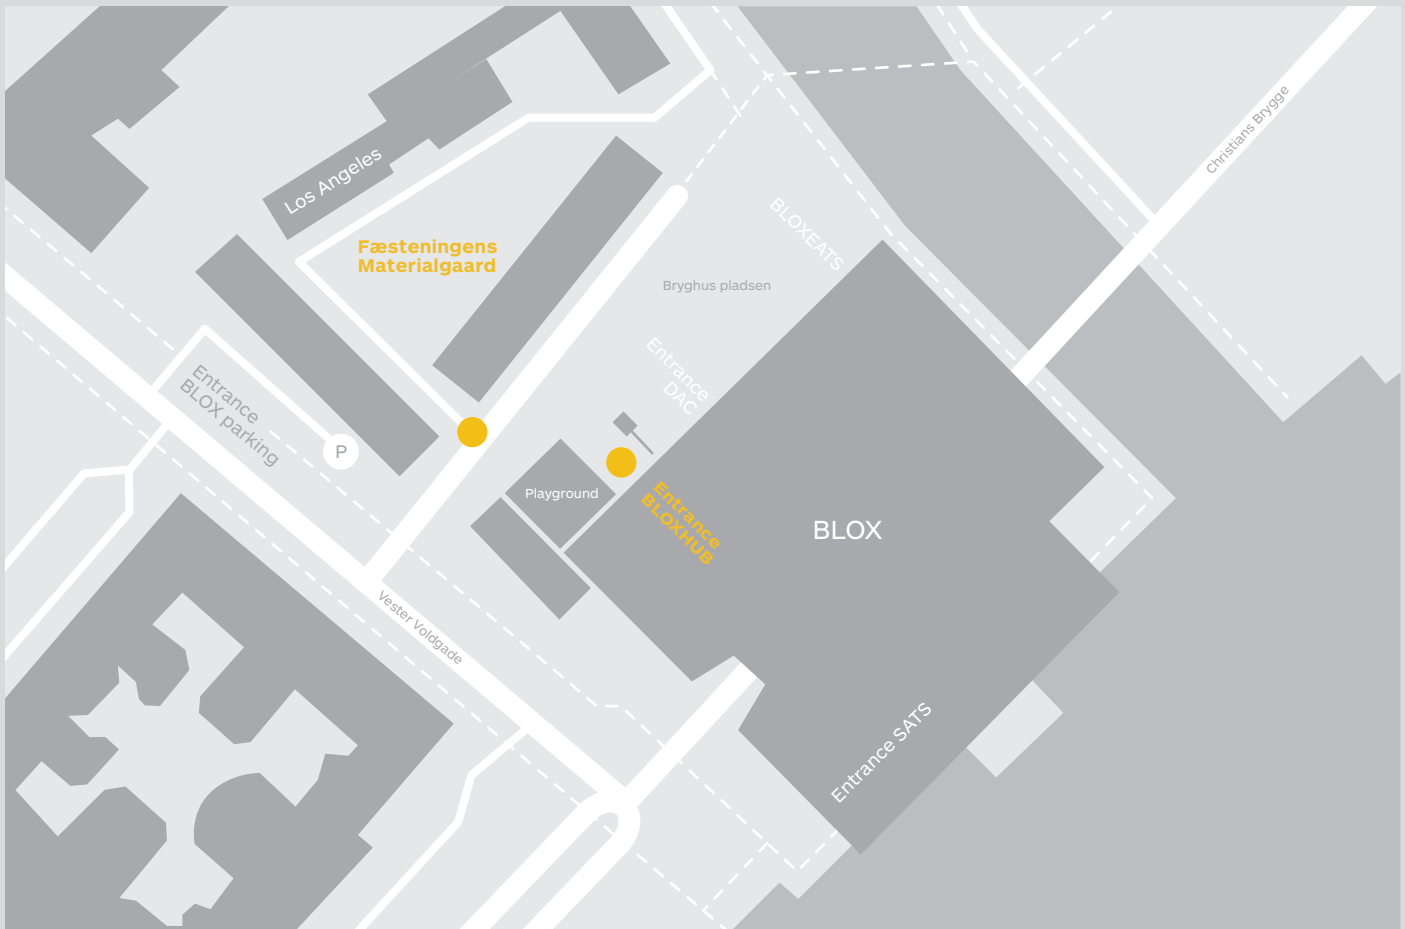 Christians Brygge
Los Angeles
BLOXEATS
Fæsteningens
Materialgaard
Bryghus pladsen
Entrance
DAC
Entrance
BLOX parking
P
Playground
Entrance
BLOXHUB
BLOX
Vester Voldgade
Entrance SATS